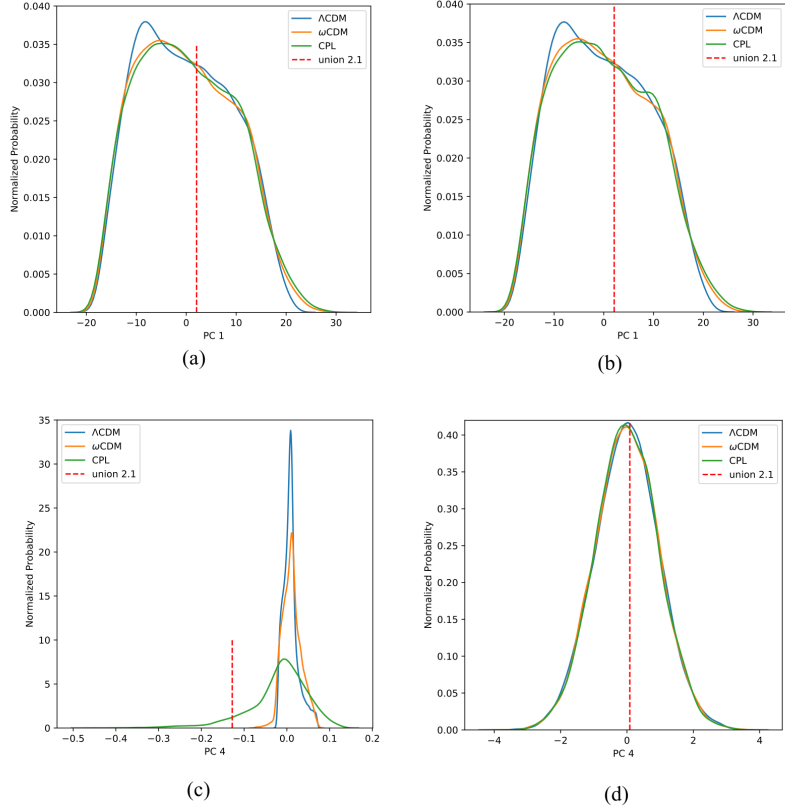 0.040
0.035
0.030
0.025
0.020
0.015
0.010
0.005
0.000
Normalized Probability
−20 −10 0 10 20 30
PC 1
ΛCDM
ωCDM
CPL
union 2.1
(a)
0.040
0.035
0.030
0.025
0.020
0.015
0.010
0.005
0.000
Normalized Probability
−20 −10 0 10 20 30
PC 1
ΛCDM
ωCDM
CPL
union 2.1
(b)
35
30
25
20
15
10
5
0
Normalized Probability
−0.5 −0.4 −0.3 −0.2 −0.1 0.0 0.1 0.2
PC 4
ΛCDM
ωCDM
CPL
union 2.1
(c)
0.40
0.35
0.30
0.25
0.20
0.15
0.10
0.05
0.00
Normalized Probability
−4 −2 0 2 4
PC 4
ΛCDM
ωCDM
CPL
union 2.1
(d)